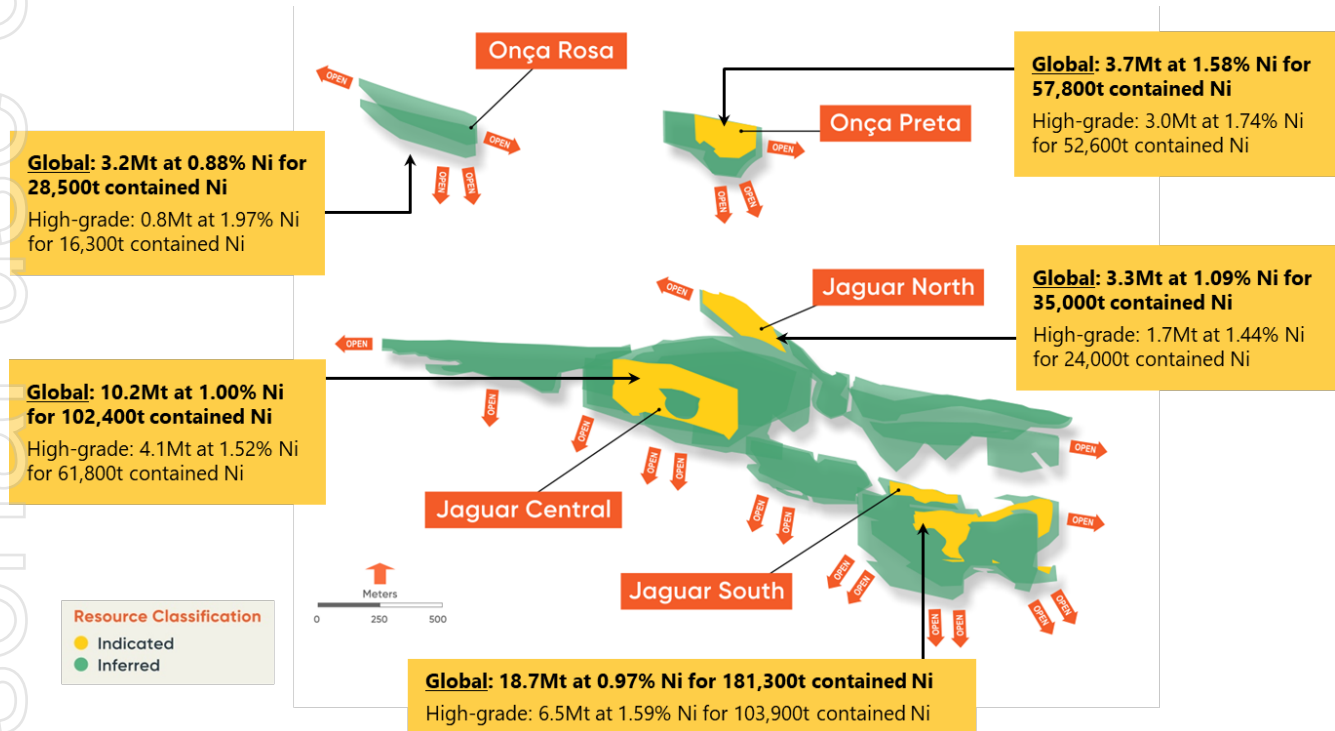 Onça Rosa
OPEN
OPEN
OPEN
OPEN
Global: 3.2Mt at 0.88% Ni for
28,500t contained Ni
High-grade: 0.8Mt at 1.97% Ni
for 16,300t contained Ni
Onça Preta
OPEN
OPEN
OPEN
Global: 3.7Mt at 1.58% Ni for
57,800t contained Ni
High-grade: 3.0Mt at 1.74% Ni
for 52,600t contained Ni
Jaguar North
OPEN
Global: 3.3Mt at 1.09% Ni for
35,000t contained Ni
High-grade: 1.7Mt at 1.44% Ni
for 24,000t contained Ni
OPEN
OPEN
OPEN
OPEN
OPEN
OPEN
Global: 10.2Mt at 1.00% Ni
for 102,400t contained Ni
High-grade: 4.1Mt at 1.52% Ni
for 61,800t contained Ni
Jaguar Central
OPEN
OPEN
OPEN
OPEN
OPEN
OPEN
OPEN
OPEN
OPEN
Jaguar South
Meters
0 250 500
Resource Classification
Indicated
Inferred
Global: 18.7Mt at 0.97% Ni for 181,300t contained Ni
High-grade: 6.5Mt at 1.59% Ni for 103,900t contained Ni